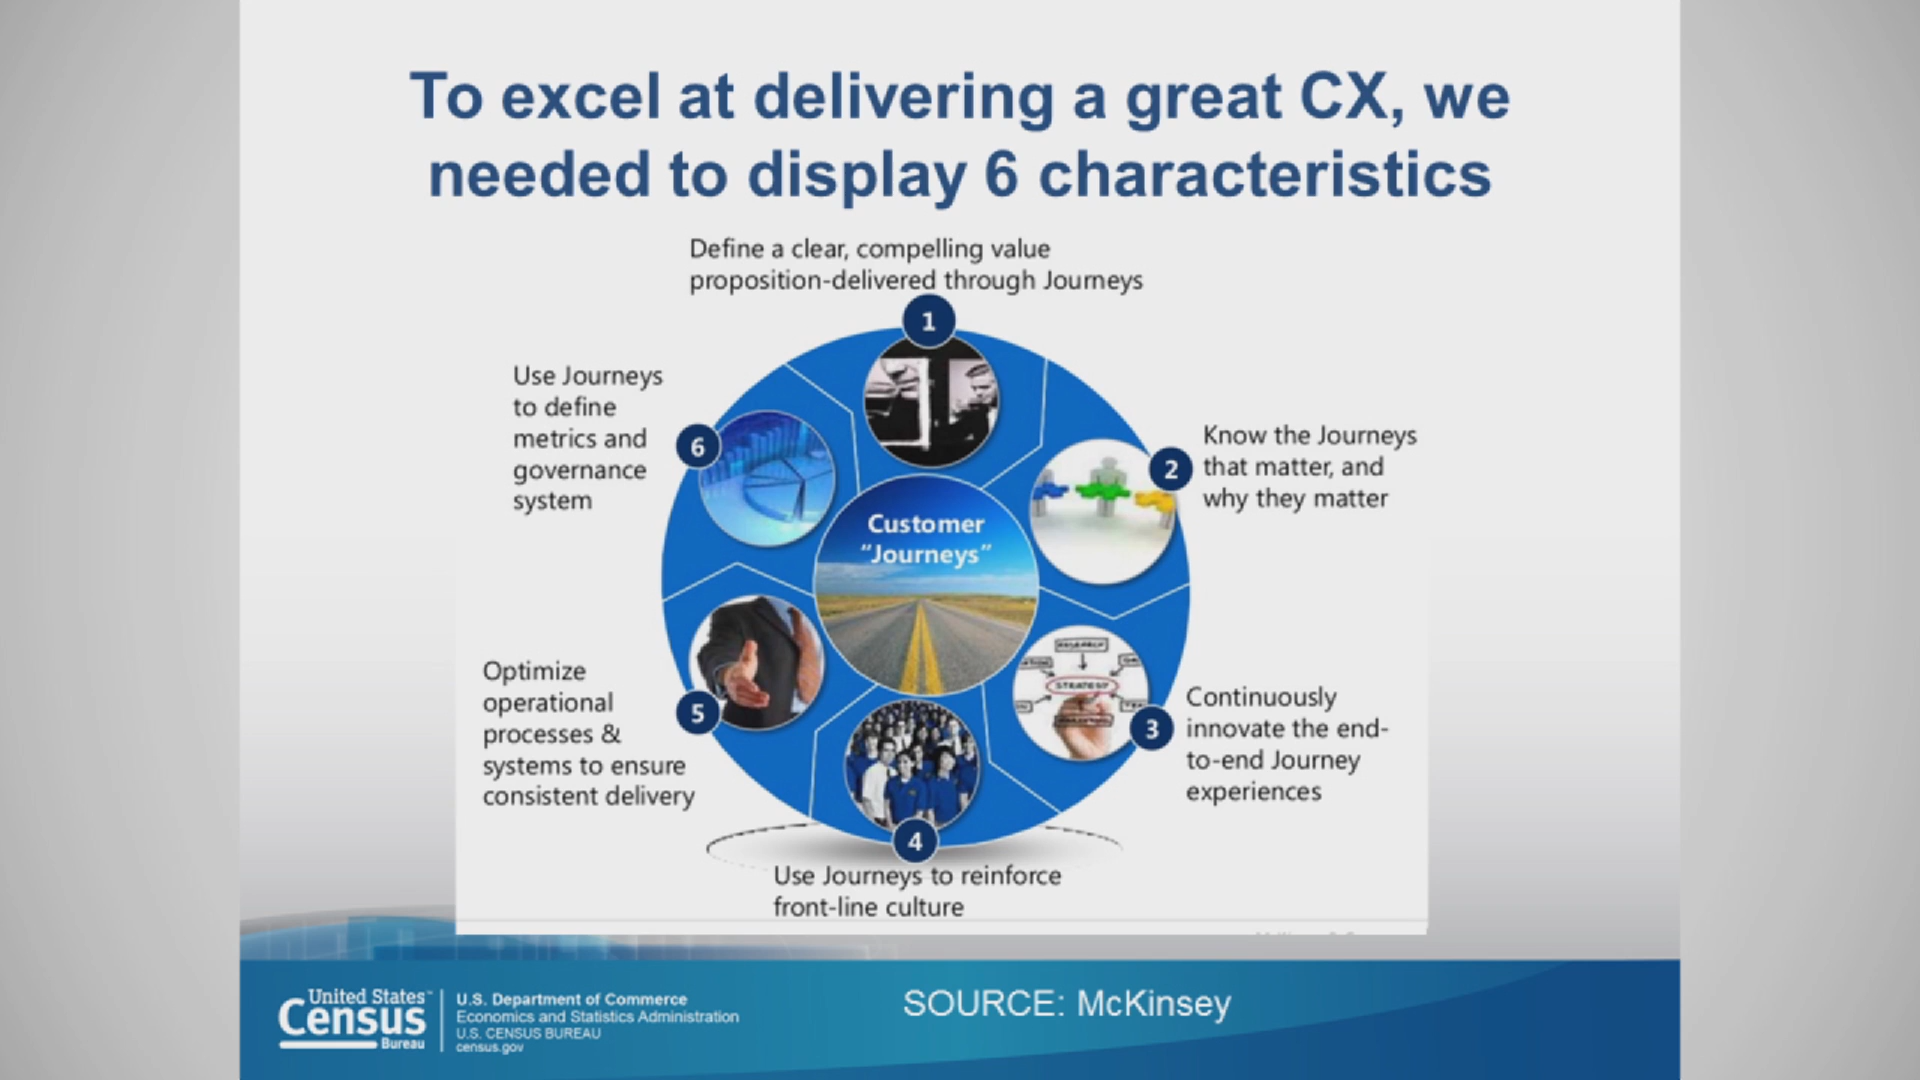 To excel at delivering a great CX, we
needed to display 6 characteristics
Define a clear, compelling value
proposition-delivered through Journeys
1
Know the Journeys
that matter, and
why they matter
2
Continuously
innovate the end-
to-end Journey
experiences
3
Use Journeys to reinforce
front-line culture
4
Optimize
operational
processes &
systems to ensure
consistent delivery
5
Use Journeys
to define
metrics and
governance
system
6
Customer
“Journeys”
RESEARCH
STRATEGY
United States™
Census
Bureau
U.S. Department of Commerce
Economics and Statistics Administration
U.S. CENSUS BUREAU
census.gov
SOURCE: McKinsey